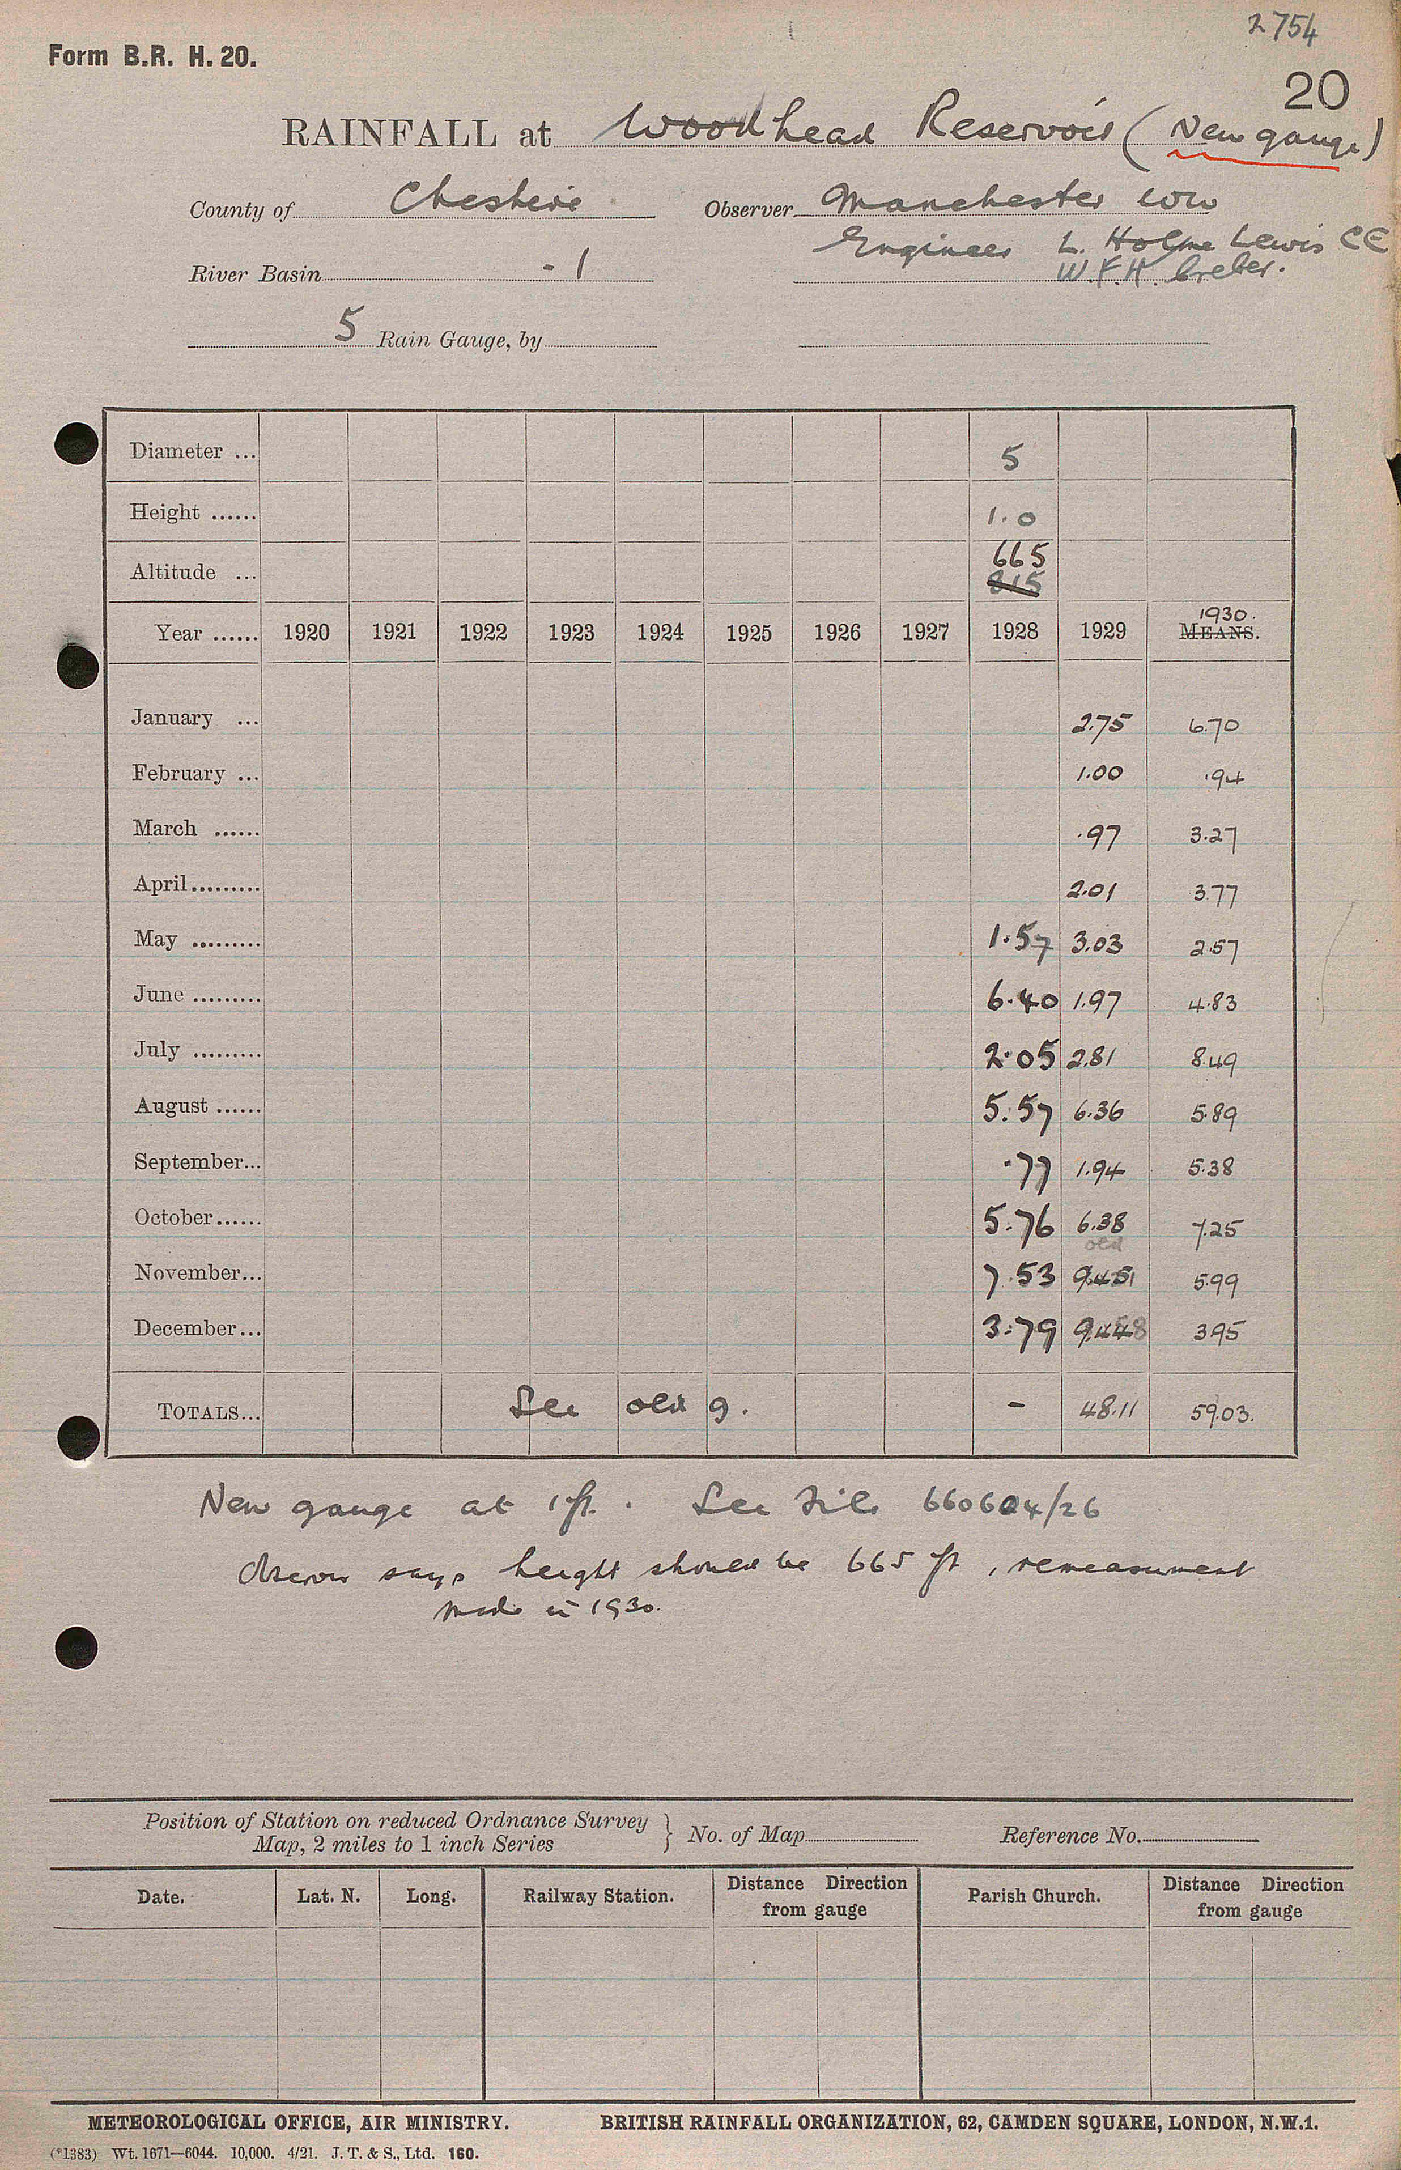 2754
Form B.R. H. 20.
20
RAINFALL at Woodhead Reservoir (New gauge)
County of Cheshire Observer Manchester Corp
Engineer L. Holme Lewis CE
River Basin -1 W.F.H. Creber.
5 Rain Gauge, by
Diameter ... 5
Height ...... 1.0
Altitude ... 665
815
1930.
Year ...... 1920 1921 1922 1923 1924 1925 1926 1927 1928 1929 MEANS.
January ... 2.75 6.70
February ... 1.00 .94
March ...... .97 3.27
April ......... 2.01 3.77
May ......... 1.57 3.03 2.57
June ......... 6.40 1.97 4.83
July ......... 2.05 2.81 8.49
August ...... 5.57 6.36 5.89
September... .77 1.94 5.38
October...... 5.76 6.38 7.25
old
November... 7.53 5.99
December... 3.79 3.95
TOTALS... See old g. - 48.11 59.03.
New gauge at 1 ft. See File 660604/26
Observer says height should be 665 ft, remeasurement
made in 1930.
Position of Station on reduced Ordnance Survey
Map, 2 miles to 1 inch Series } No. of Map Reference No.
Date. Lat. N. Long. Railway Station. Distance Direction from gauge Parish Church. Distance Direction from gauge
METEOROLOGICAL OFFICE, AIR MINISTRY. BRITISH RAINFALL ORGANIZATION, 62, CAMDEN SQUARE, LONDON, N.W.1.
(*1383) Wt. 1671—6044. 10,000. 4/21. J. T. & S., Ltd. 160.